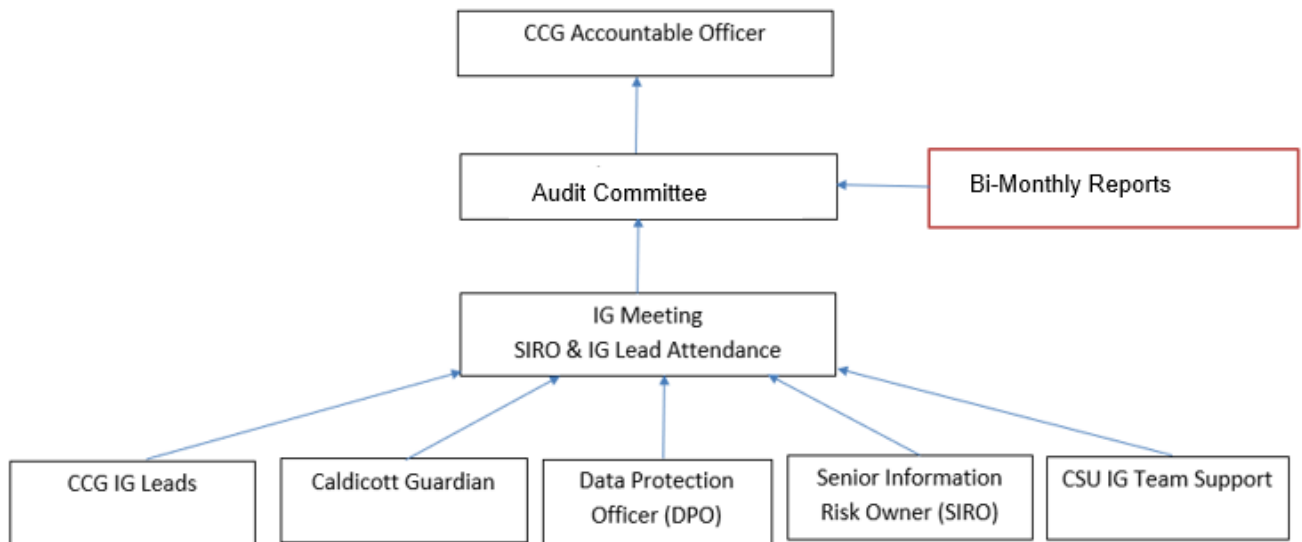 CCG Accountable Officer
Audit Committee
Bi-Monthly Reports
IG Meeting
SIRO & IG Lead Attendance
CCG IG Leads
Caldicott Guardian
Data Protection
Officer (DPO)
Senior Information
Risk Owner (SIRO)
CSU IG Team Support